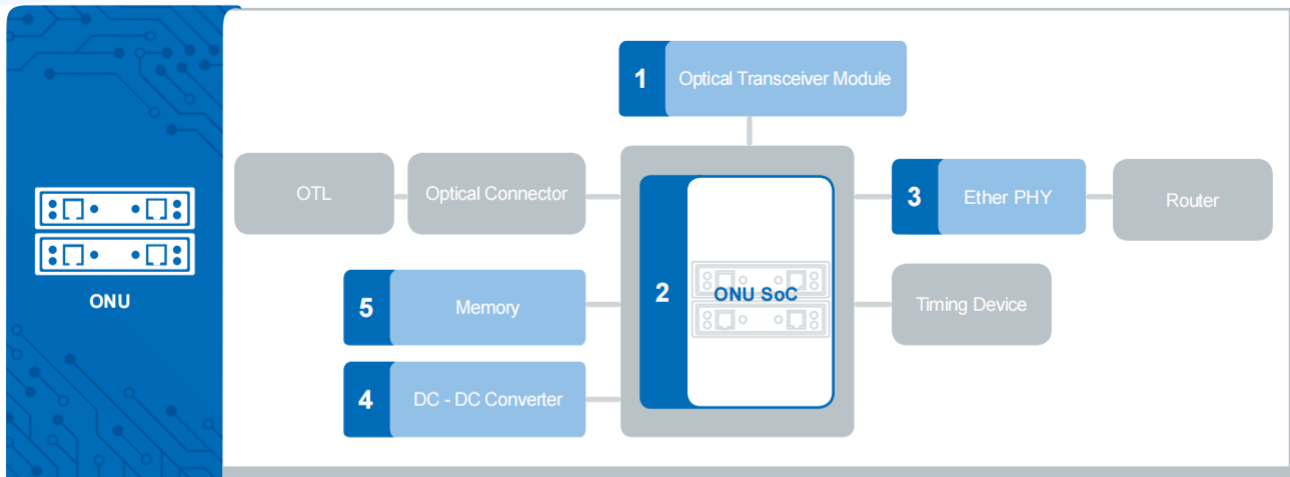 1
Optical Transceiver Module
OTL
Optical Connector
3
Ether PHY
Router
2
ONU SoC
ONU
5
Memory
Timing Device
4
DC - DC Converter